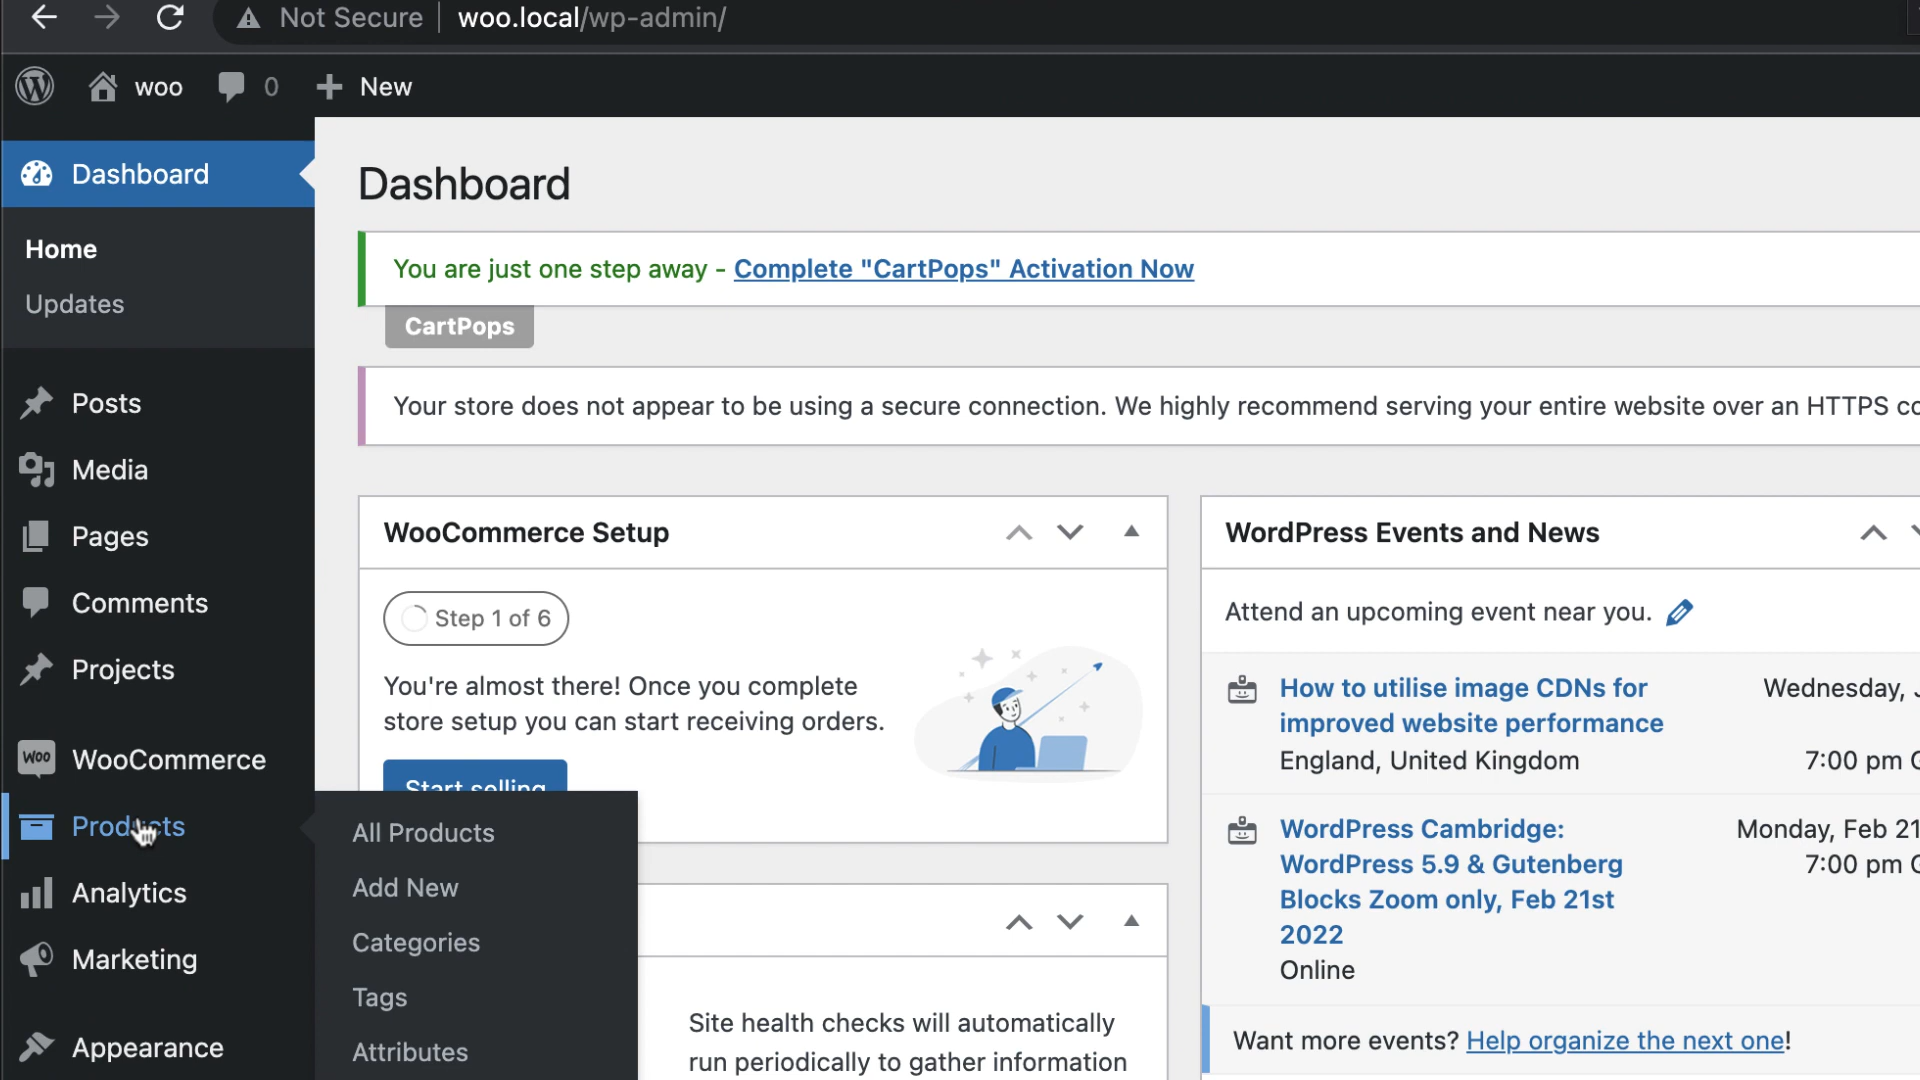 Not Secure | woo.local/wp-admin/
woo 0 + New
Dashboard
Home
Updates
Posts
Media
Pages
Comments
Projects
Woo WooCommerce
Products
Analytics
Marketing
Appearance
All Products
Add New
Categories
Tags
Attributes
Dashboard
You are just one step away - Complete "CartPops" Activation Now
CartPops
Your store does not appear to be using a secure connection. We highly recommend serving your entire website over an HTTPS
WooCommerce Setup
Step 1 of 6
You're almost there! Once you complete
store setup you can start receiving orders.
Start selling
Site health checks will automatically
run periodically to gather information
WordPress Events and News
Attend an upcoming event near you.
How to utilise image CDNs for
improved website performance
England, United Kingdom
Wednesday,
7:00 pm
WordPress Cambridge:
WordPress 5.9 & Gutenberg
Blocks Zoom only, Feb 21st
2022
Online
Monday, Feb 21
7:00 pm
Want more events? Help organize the next one!